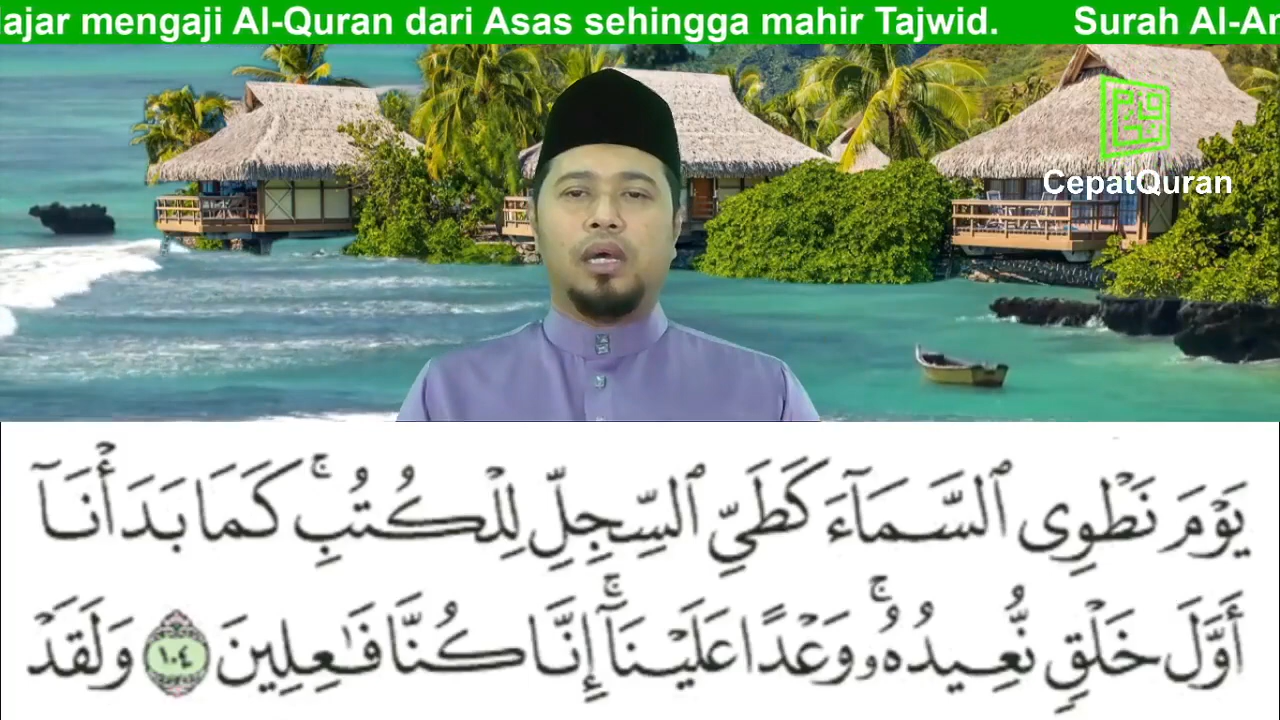 ajar mengaji Al-Quran dari Asas sehingga mahir Tajwid. Surah Al-An
CepatQuran
يَوْمَ نَطْوِى ٱلسَّمَآءَ كَطَىِّ ٱلسِّجِلِّ لِلْكُتُبِ ۚ كَمَا بَدَأْنَآ
أَوَّلَ خَلْقٍ نُّعِيدُهُۥ ۚ وَعْدًا عَلَيْنَآ ۚ إِنَّا كُنَّا فَـٰعِلِينَ ١٠٤ وَلَقَدْ